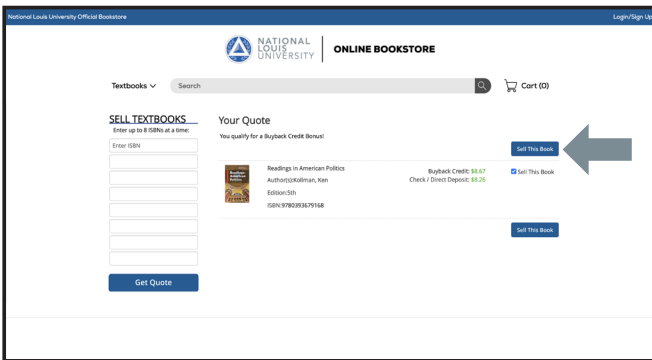 National Louis University Official Bookstore
Login/Sign Up
NATIONAL
LOUIS
UNIVERSITY
ONLINE BOOKSTORE
Textbooks
Search
Cart (0)
SELL TEXTBOOKS
Enter up to 8 ISBNs at a time:
Enter ISBN
Get Quote
Your Quote
You qualify for a Buyback Credit Bonus!
Sell This Book
Readings in American Politics
Author(s):Kollman, Ken
Edition:5th
ISBN:9780393679168
Buyback Credit: $8.67
Check / Direct Deposit: $8.26
Sell This Book
Sell This Book